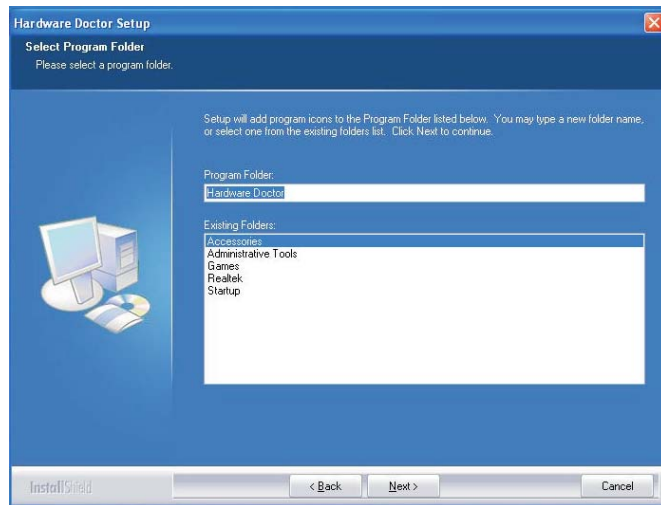 Hardware Doctor Setup
Select Program Folder
Please select a program folder.
Setup will add program icons to the Program Folder listed below. You may type a new folder name,
or select one from the existing folders list. Click Next to continue.
Program Folder:
Hardware Doctor
Existing Folders:
Accessories
Administrative Tools
Games
Realtek
Startup
InstallShield
< Back
Next >
Cancel